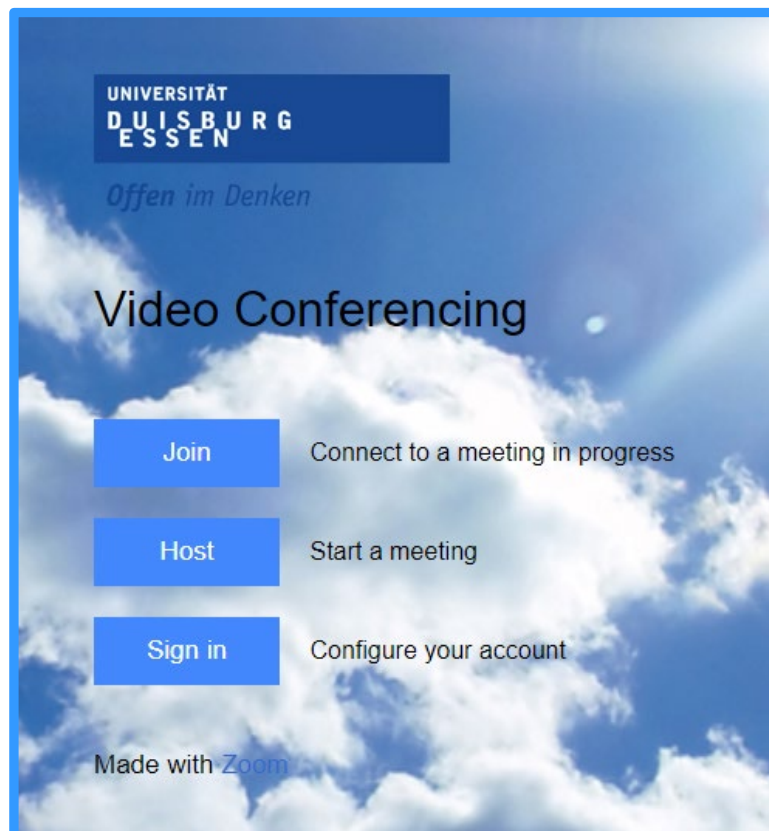 UNIVERSITÄT
DUISBURG
ESSEN
Offen im Denken
Video Conferencing
Join Connect to a meeting in progress
Host Start a meeting
Sign in Configure your account
Made with Zoom